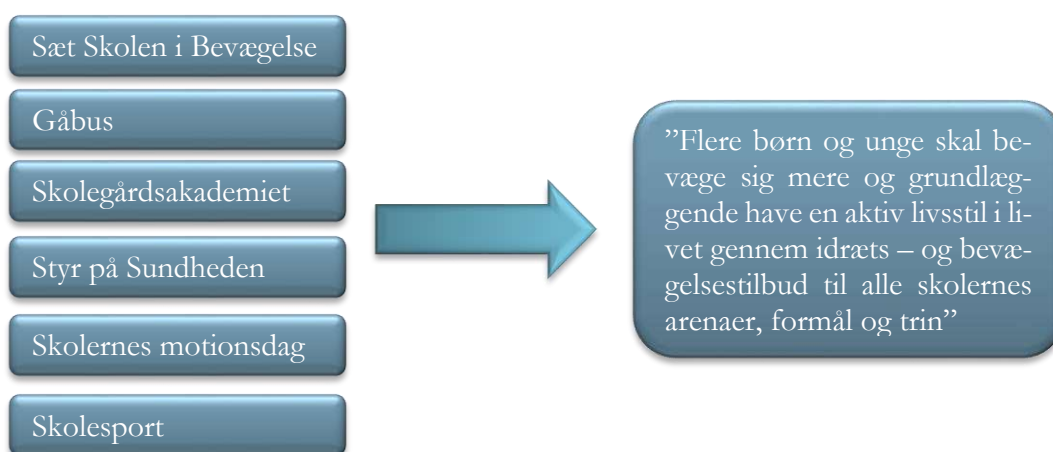 Sæt Skolen i Bevægelse
Gåbus
Skolegårdsakademiet
Styr på Sundheden
Skolernes motionsdag
Skolesport
”Flere børn og unge skal be-
væge sig mere og grundlæg-
gende have en aktiv livsstil i li-
vet gennem idræts – og bevæ-
gelsestilbud til alle skolernes
arenaer, formål og trin”